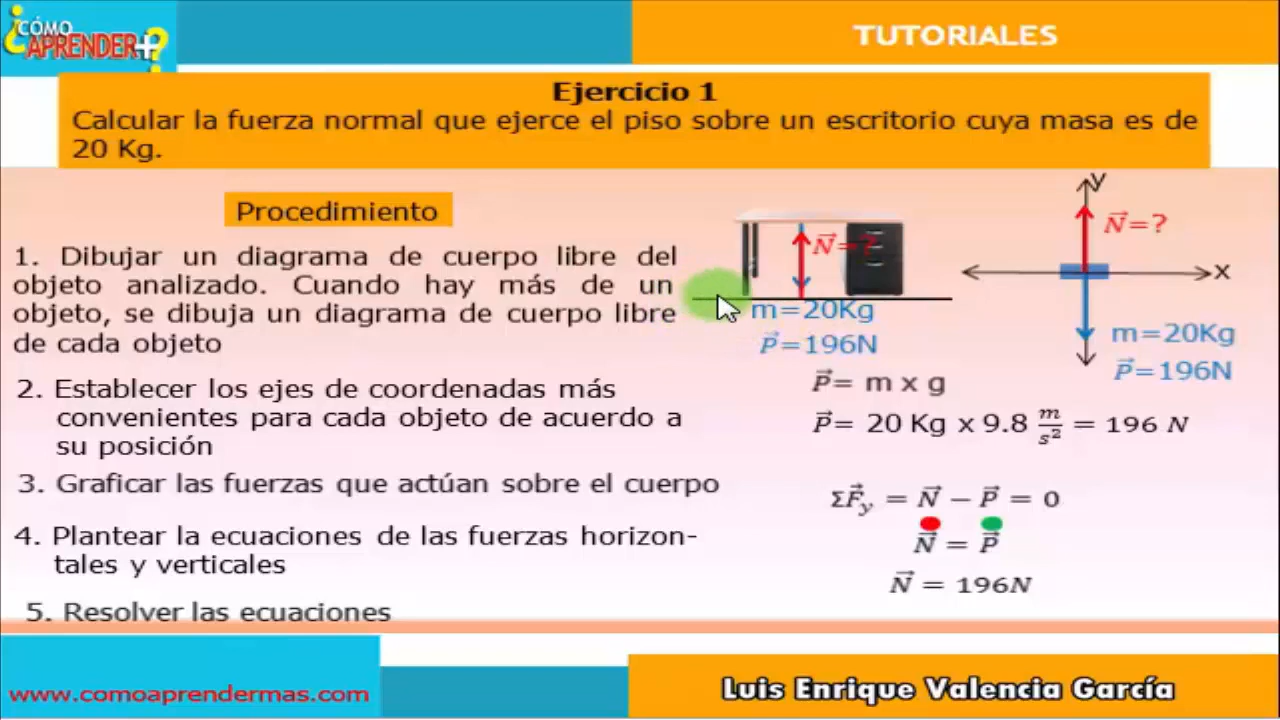 ¿CÓMO
APRENDER+?
TUTORIALES
Ejercicio 1
Calcular la fuerza normal que ejerce el piso sobre un escritorio cuya masa es de
20 Kg.
Procedimiento
1. Dibujar un diagrama de cuerpo libre del
objeto analizado. Cuando hay más de un
objeto, se dibuja un diagrama de cuerpo libre
de cada objeto
2. Establecer los ejes de coordenadas más
convenientes para cada objeto de acuerdo a
su posición
3. Graficar las fuerzas que actúan sobre el cuerpo
4. Plantear la ecuaciones de las fuerzas horizon-
tales y verticales
5. Resolver las ecuaciones
N⃗=?
m=20Kg
P⃗=196N
y
N⃗=?
x
m=20Kg
P⃗=196N
P⃗= m x g
P⃗= 20 Kg x 9.8 m/s² = 196 N
ΣF⃗y = N⃗ − P⃗ = 0
N⃗ = P⃗
N⃗ = 196N
www.comoaprendermas.com
Luis Enrique Valencia García